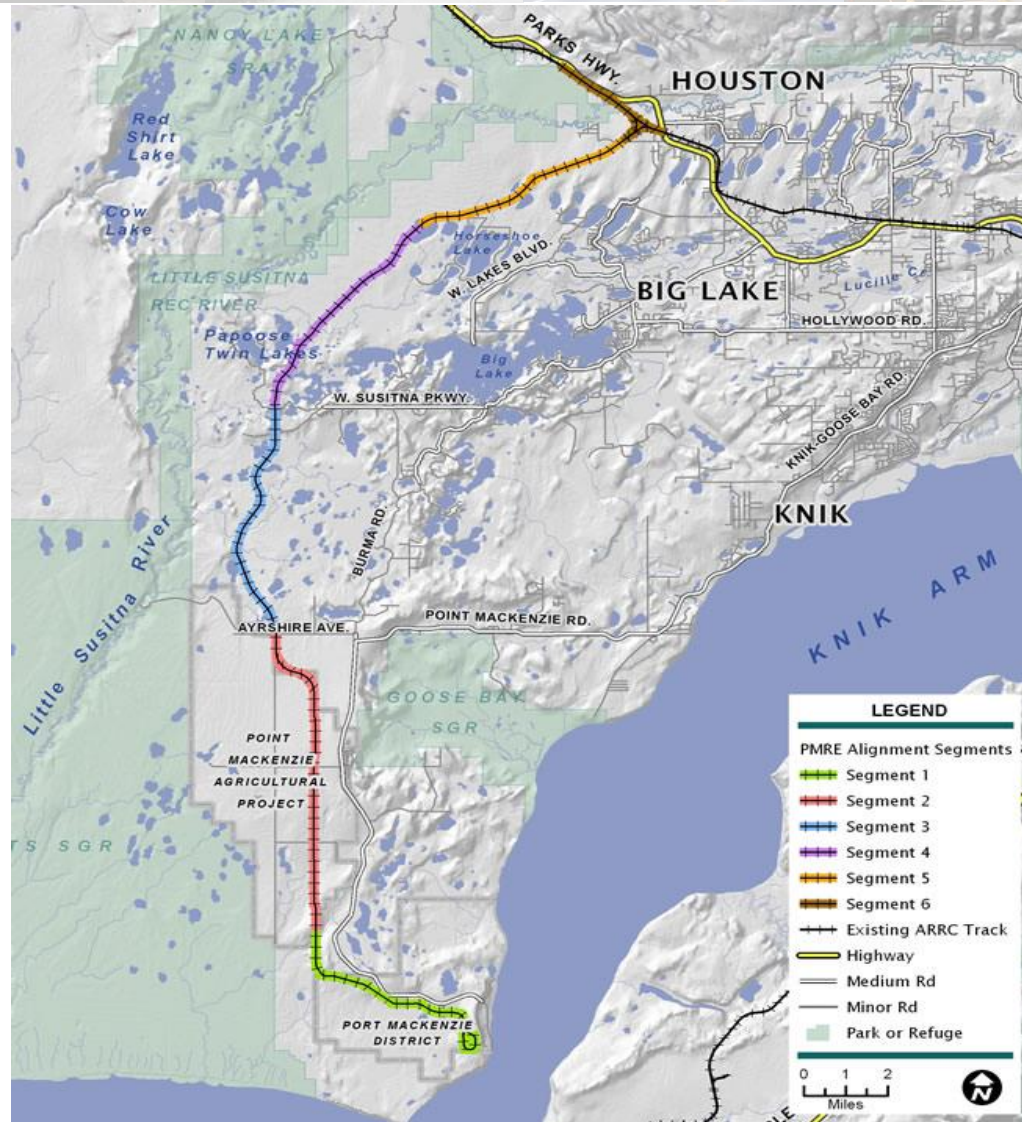 PARKS HWY.
NANCY LAKE
SRA
HOUSTON
Red
Shirt
Lake
Cow
Lake
Horseshoe
Lake
W. LAKES BLVD.
LITTLE SUSITNA
REC RIVER
BIG LAKE
Lucille Cr
HOLLYWOOD RD.
Papoose
Twin Lakes
Big
Lake
W. SUSITNA PKWY.
KNIK-GOOSE BAY RD.
KNIK
BURMA RD.
Little Susitna River
KNIK ARM
AYRSHIRE AVE.
POINT MACKENZIE RD.
GOOSE BAY
SGR
POINT
MACKENZIE
AGRICULTURAL
PROJECT
TS SGR
PORT MACKENZIE
DISTRICT
LEGEND
PMRE Alignment Segments
Segment 1
Segment 2
Segment 3
Segment 4
Segment 5
Segment 6
Existing ARRC Track
Highway
Medium Rd
Minor Rd
Park or Refuge
0 1 2
Miles
N